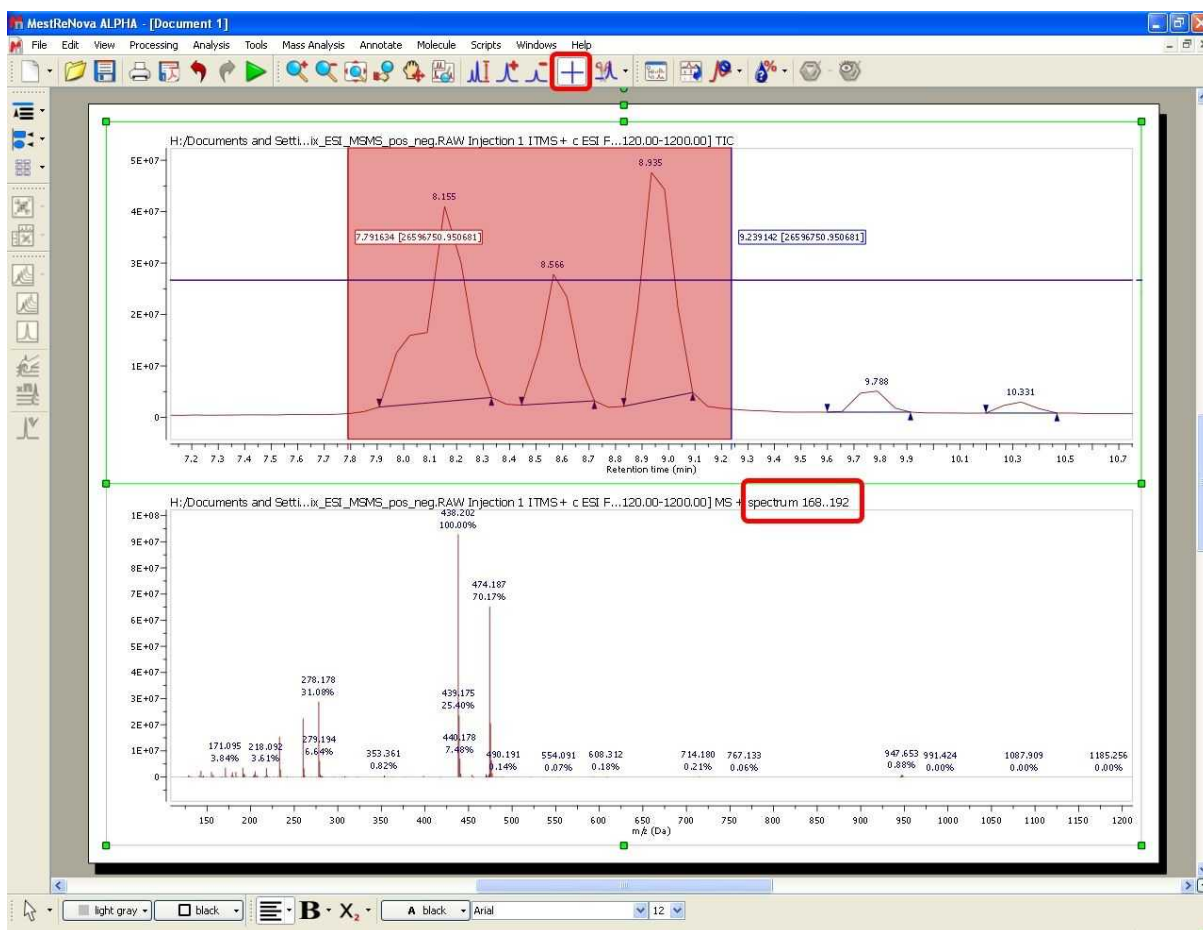 MestReNova ALPHA - [Document 1]
File Edit View Processing Analysis Tools Mass Analysis Annotate Molecule Scripts Windows Help
H:/Documents and Setti...ix_ESI_MSMS_pos_neg.RAW Injection 1 ITMS + c ESI F...120.00-1200.00] TIC
5E+07
8.935
8.155
4E+07
7.791634 [26596750.950681]
9.239142 [26596750.950681]
3E+07
8.566
2E+07
1E+07
9.788
10.331
0
7.2 7.3 7.4 7.5 7.6 7.7 7.8 7.9 8.0 8.1 8.2 8.3 8.4 8.5 8.6 8.7 8.8 8.9 9.0 9.1 9.2 9.3 9.4 9.5 9.6 9.7 9.8 9.9 10.1 10.3 10.5 10.7
Retention time (min)
H:/Documents and Setti...ix_ESI_MSMS_pos_neg.RAW Injection 1 ITMS + c ESI F...120.00-1200.00] MS + spectrum 168..192
1E+08
438.202
100.00%
9E+07
8E+07
474.187
70.17%
7E+07
6E+07
5E+07
4E+07
278.178
31.08%
3E+07
439.175
25.40%
2E+07
279.194
6.64%
440.178
7.48%
1E+07
171.095 218.092 353.361 490.191 554.091 608.312 714.180 767.133 947.653 991.424 1087.909 1185.256
3.84% 3.61% 0.82% 0.14% 0.07% 0.18% 0.21% 0.06% 0.88% 0.00% 0.00% 0.00%
0
150 200 250 300 350 400 450 500 550 600 650 700 750 800 850 900 950 1000 1050 1100 1150 1200
m/z (Da)
light gray black B X₂ A black Arial 12